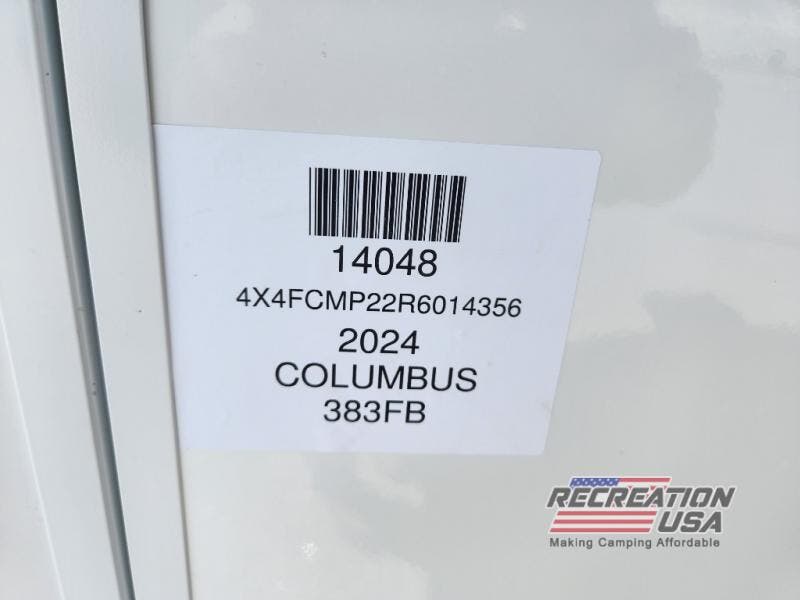 14048
4X4FCMP22R6014356
2024
COLUMBUS
383FB
RECREATION
USA
Making Camping Affordable